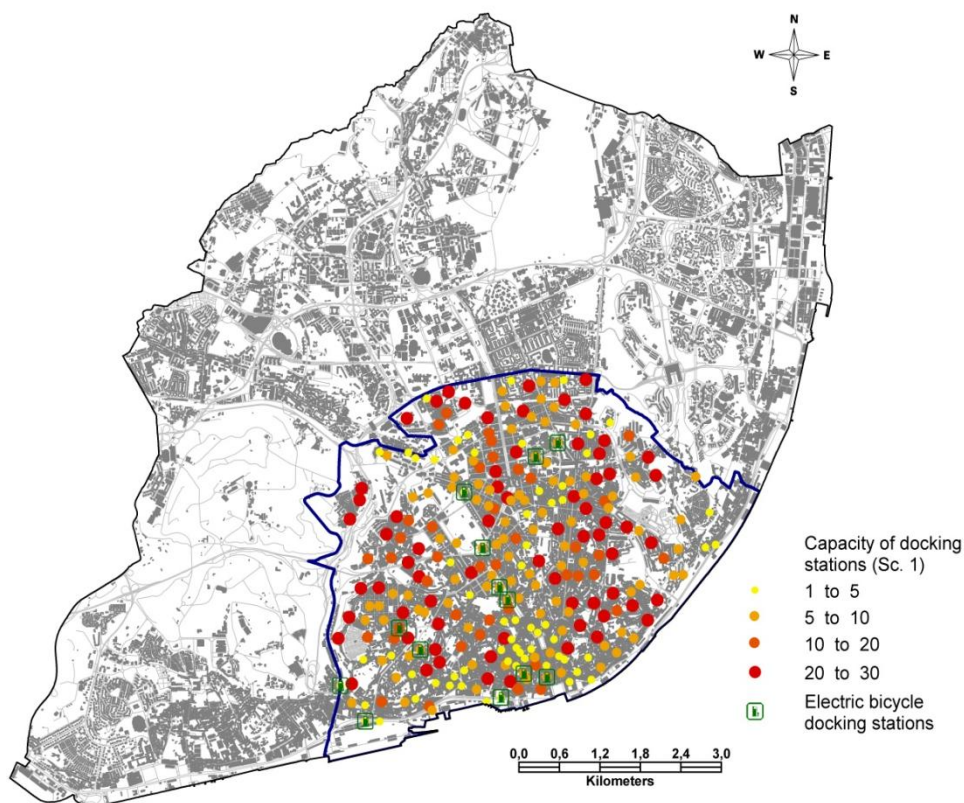 N
W E
S
Capacity of docking
stations (Sc. 1)
1 to 5
5 to 10
10 to 20
20 to 30
Electric bicycle
docking stations
0,0 0,6 1,2 1,8 2,4 3,0
Kilometers